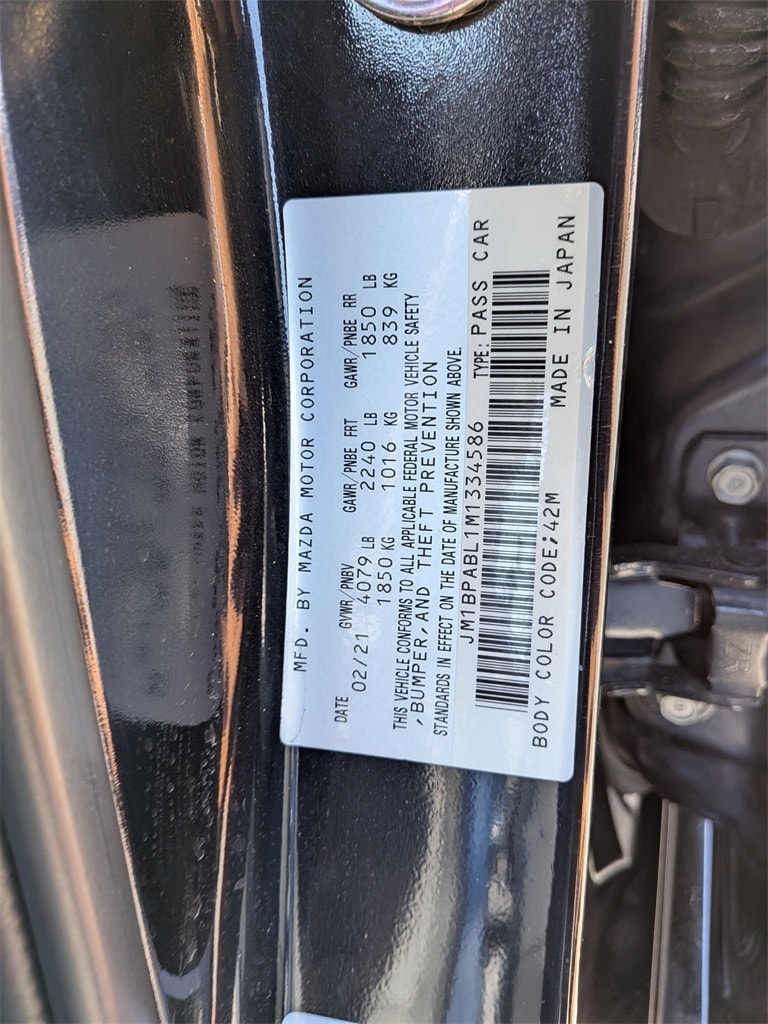 MFD. BY MAZDA MOTOR CORPORATION
DATE GVWR/PNBV GAWR/PNBE FRT GAWR/PNBE RR
02/21 4079 LB 2240 LB 1850 LB
1850 KG 1016 KG 839 KG
THIS VEHICLE CONFORMS TO ALL APPLICABLE FEDERAL MOTOR VEHICLE SAFETY
,BUMPER,AND THEFT PREVENTION
STANDARDS IN EFFECT ON THE DATE OF MANUFACTURE SHOWN ABOVE.
JM1BPABL1M1334586 TYPE: PASS CAR
BODY COLOR CODE;42M MADE IN JAPAN